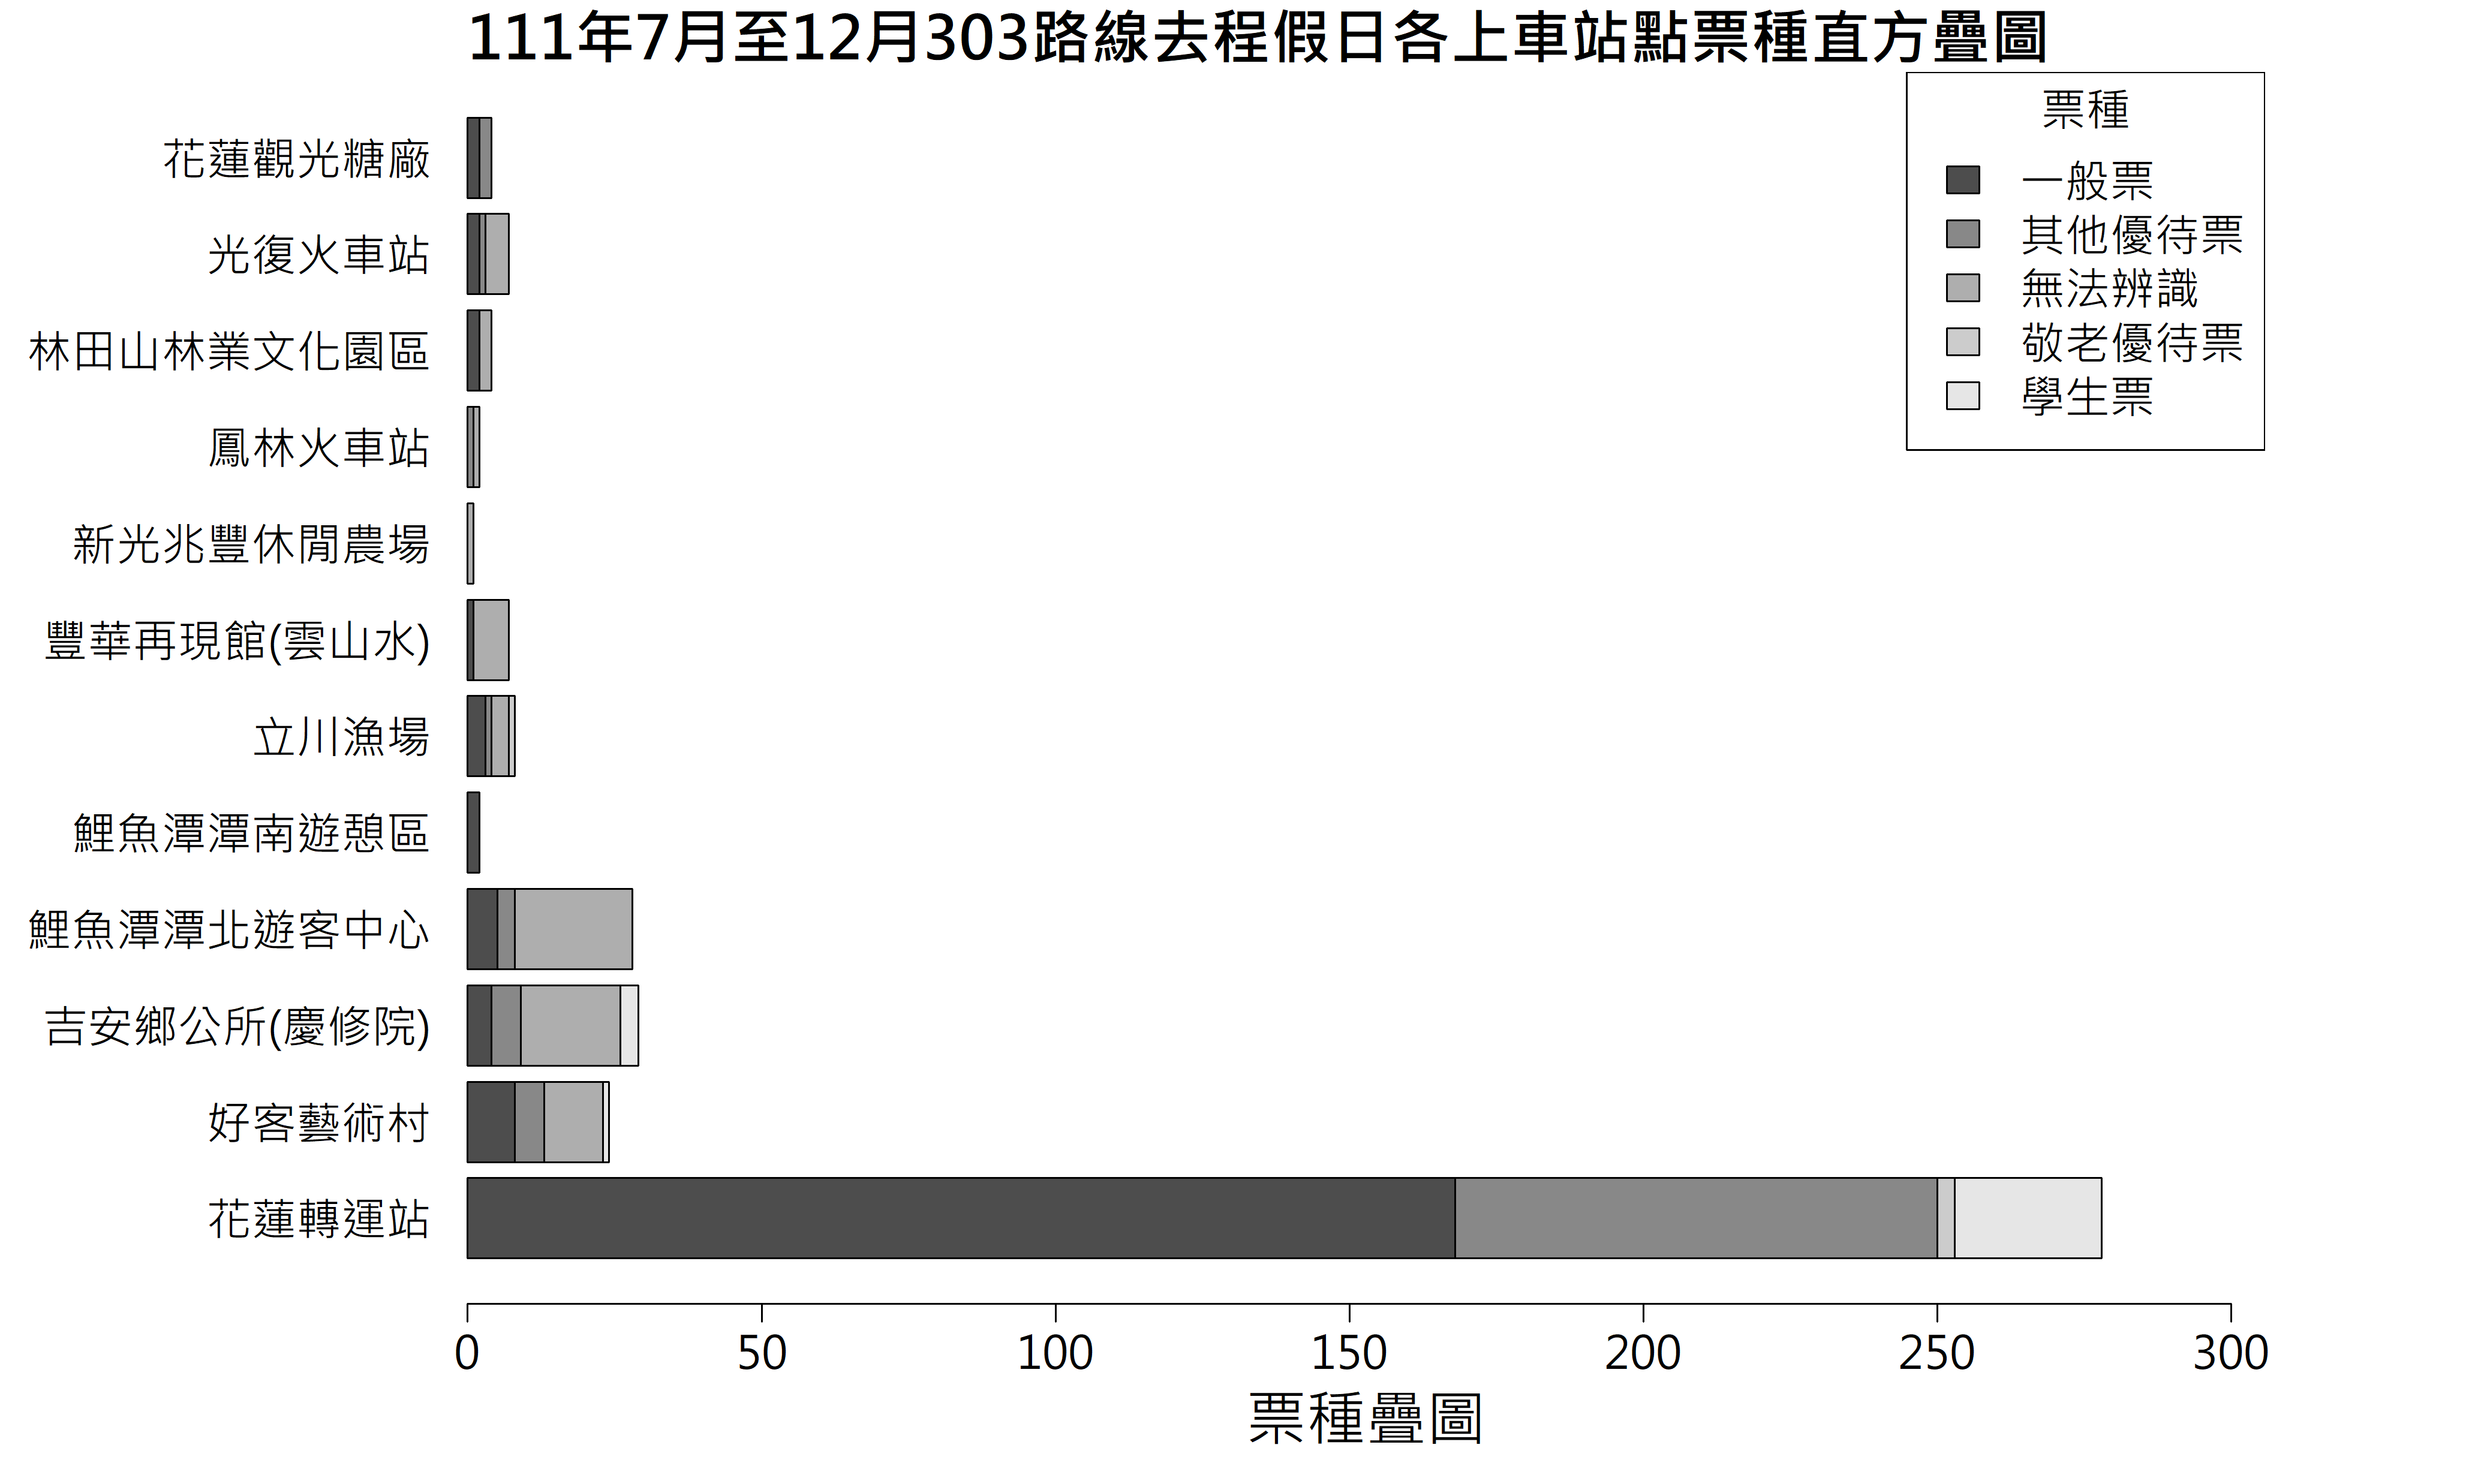 111年7月至12月303路線去程假日各上車站點票種直方疊圖
票種
一般票
其他優待票
無法辨識
敬老優待票
學生票
花蓮觀光糖廠
光復火車站
林田山林業文化園區
鳳林火車站
新光兆豐休閒農場
豐華再現館(雲山水)
立川漁場
鯉魚潭潭南遊憩區
鯉魚潭潭北遊客中心
吉安鄉公所(慶修院)
好客藝術村
花蓮轉運站
0 50 100 150 200 250 300
票種疊圖